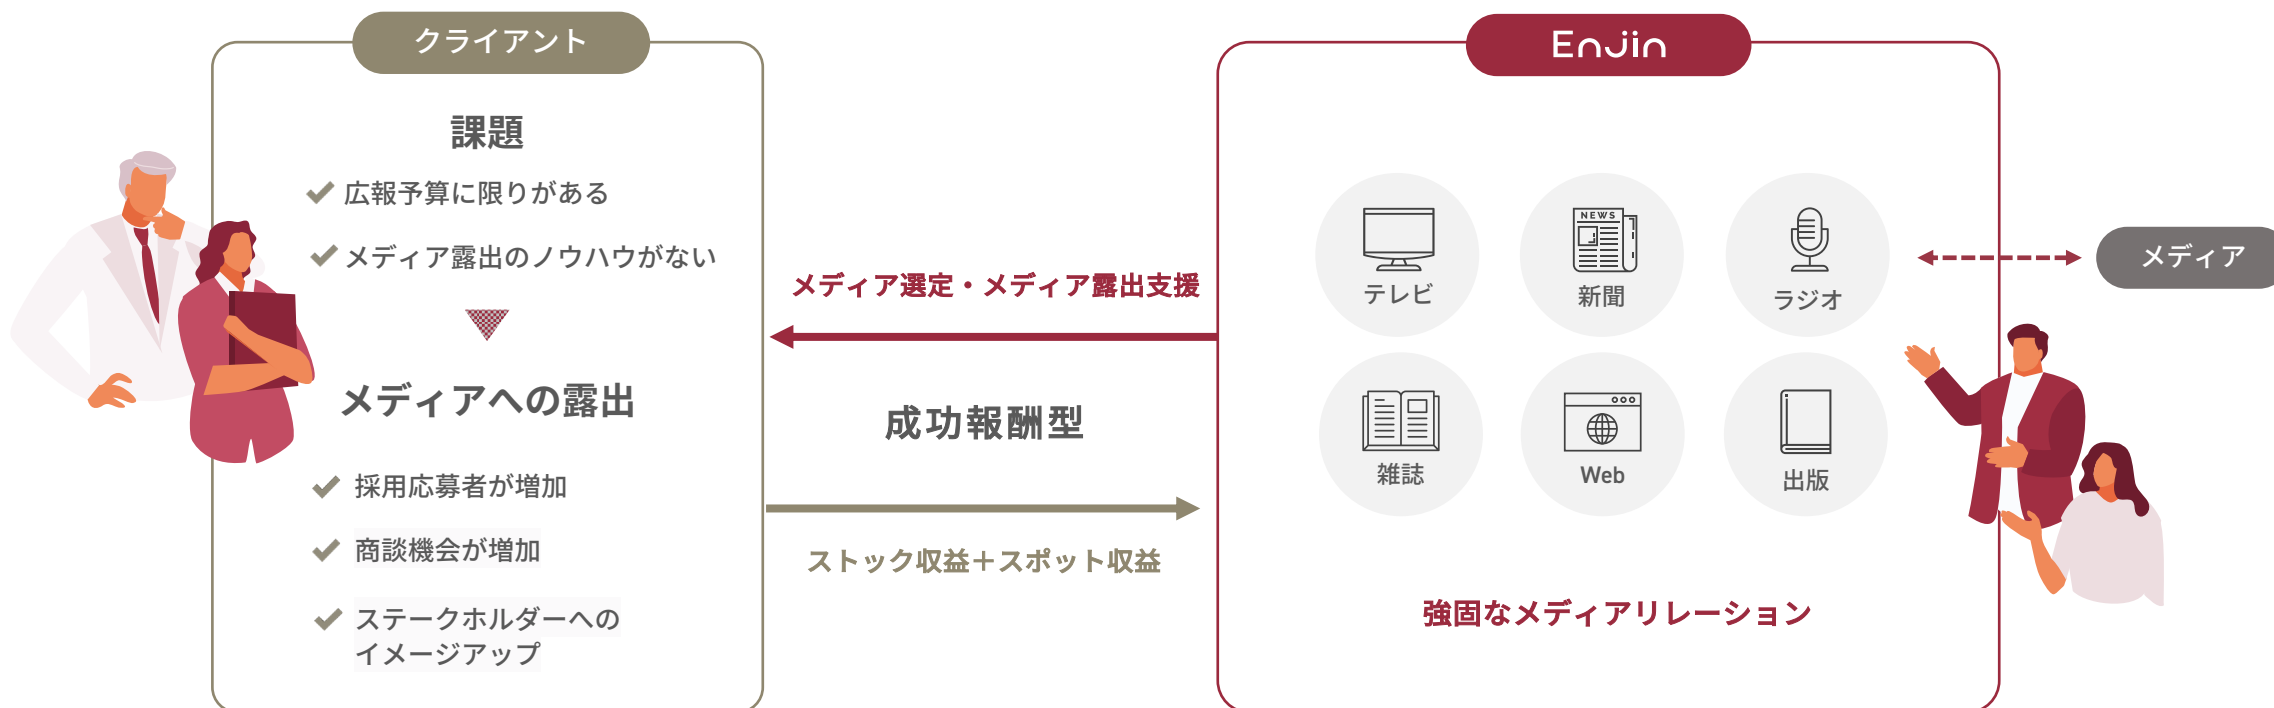 クライアント
課題
広報予算に限りがある
メディア露出のノウハウがない
メディアへの露出
採用応募者が増加
商談機会が増加
ステークホルダーへの
イメージアップ
メディア選定・メディア露出支援
成功報酬型
ストック収益＋スポット収益
EnJin
テレビ
NEWS
新聞
ラジオ
雑誌
Web
出版
強固なメディアリレーション
メディア